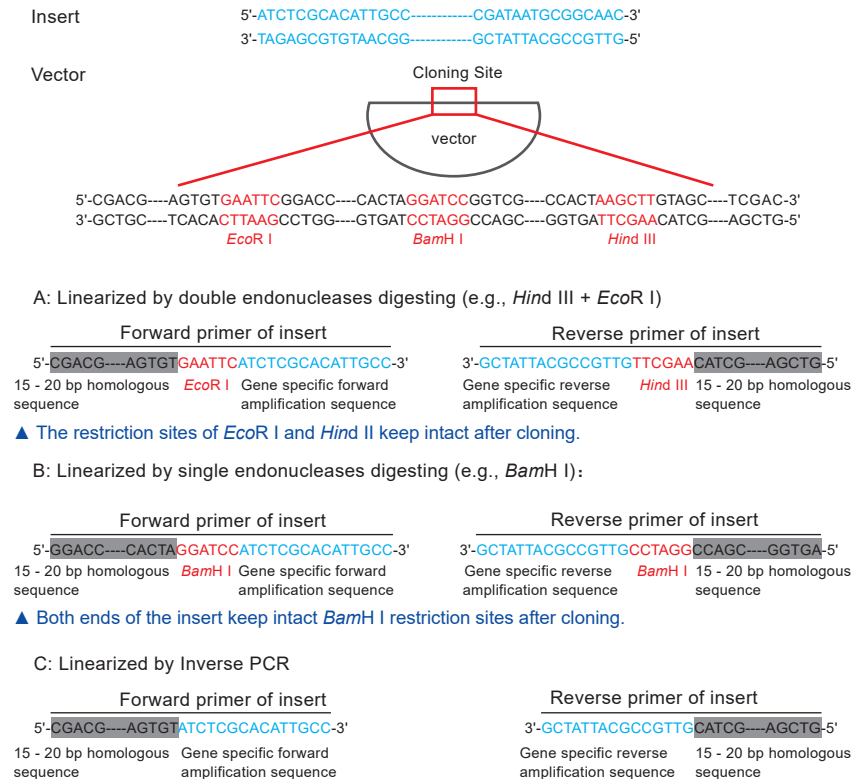 Insert
5'-ATCTCGCACATTGCC------------CGATAATGCGGCAAC-3'
3'-TAGAGCGTGTAACGG------------GCTATTACGCCGTTG-5'
Vector
Cloning Site
vector
5'-CGACG----AGTGTGAATTCGGACC----CACTAGGATCCGGTCG----CCACTAAGCTTGTAGC----TCGAC-3'
3'-GCTGC----TCACACTTAAGCCTGG----GTGATCCTAGGCCAGC----GGTGATTCGAACATCG----AGCTG-5'
EcoR I BamH I Hind III
A: Linearized by double endonucleases digesting (e.g., Hind III + EcoR I)
Forward primer of insert Reverse primer of insert
5'-CGACG----AGTGTGAATTCATCTCGCACATTGCC-3' 3'-GCTATTACGCCGTTGTTCGAACATCG----AGCTG-5'
15 - 20 bp homologous EcoR I Gene specific forward Gene specific reverse Hind III 15 - 20 bp homologous
sequence amplification sequence amplification sequence sequence
▲ The restriction sites of EcoR I and Hind II keep intact after cloning.
B: Linearized by single endonucleases digesting (e.g., BamH I)：
Forward primer of insert Reverse primer of insert
5'-GGACC----CACTAGGATCCATCTCGCACATTGCC-3' 3'-GCTATTACGCCGTTGCCTAGGCCAGC----GGTGA-5'
15 - 20 bp homologous BamH I Gene specific forward Gene specific reverse BamH I 15 - 20 bp homologous
sequence amplification sequence amplification sequence sequence
▲ Both ends of the insert keep intact BamH I restriction sites after cloning.
C: Linearized by Inverse PCR
Forward primer of insert Reverse primer of insert
5'-CGACG----AGTGTATCTCGCACATTGCC-3' 3'-GCTATTACGCCGTTGCATCG----AGCTG-5'
15 - 20 bp homologous Gene specific forward Gene specific reverse 15 - 20 bp homologous
sequence amplification sequence amplification sequence sequence